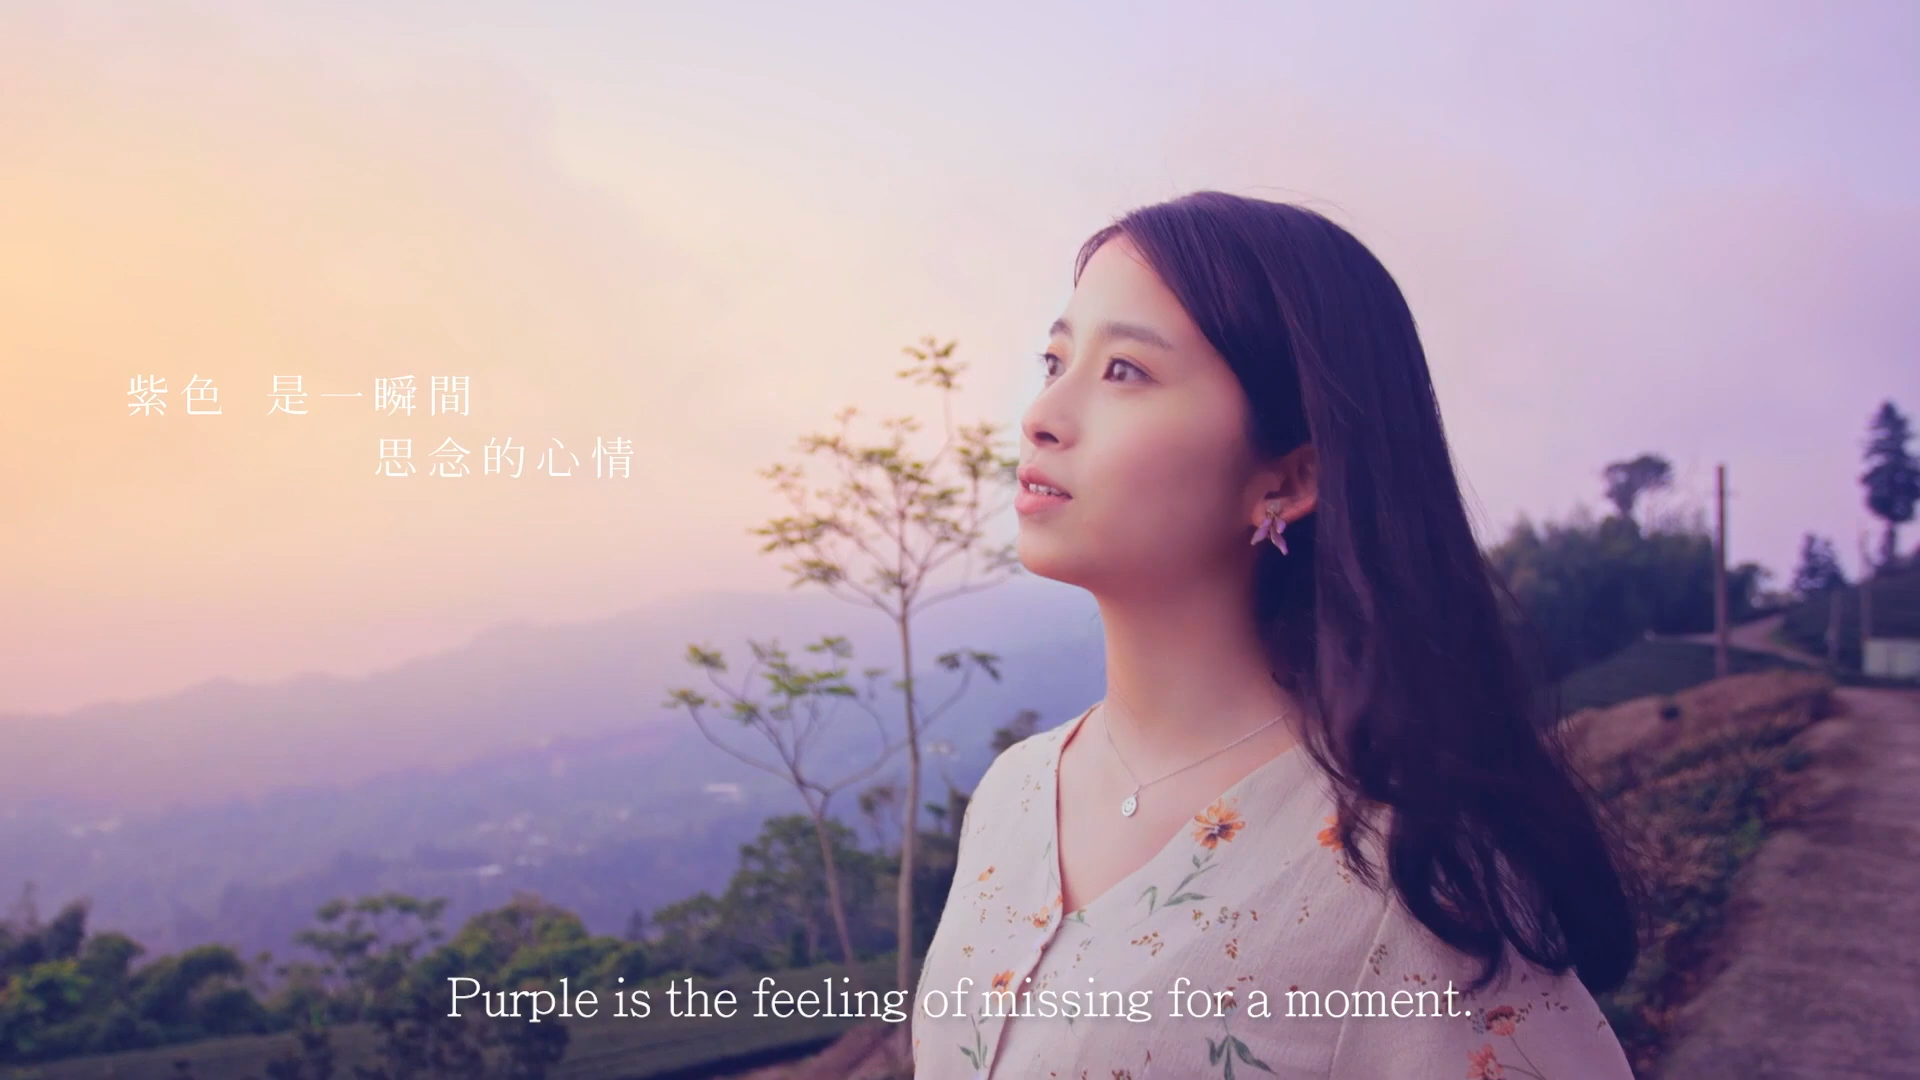 紫色 是一瞬間
思念的心情
Purple is the feeling of missing for a moment.